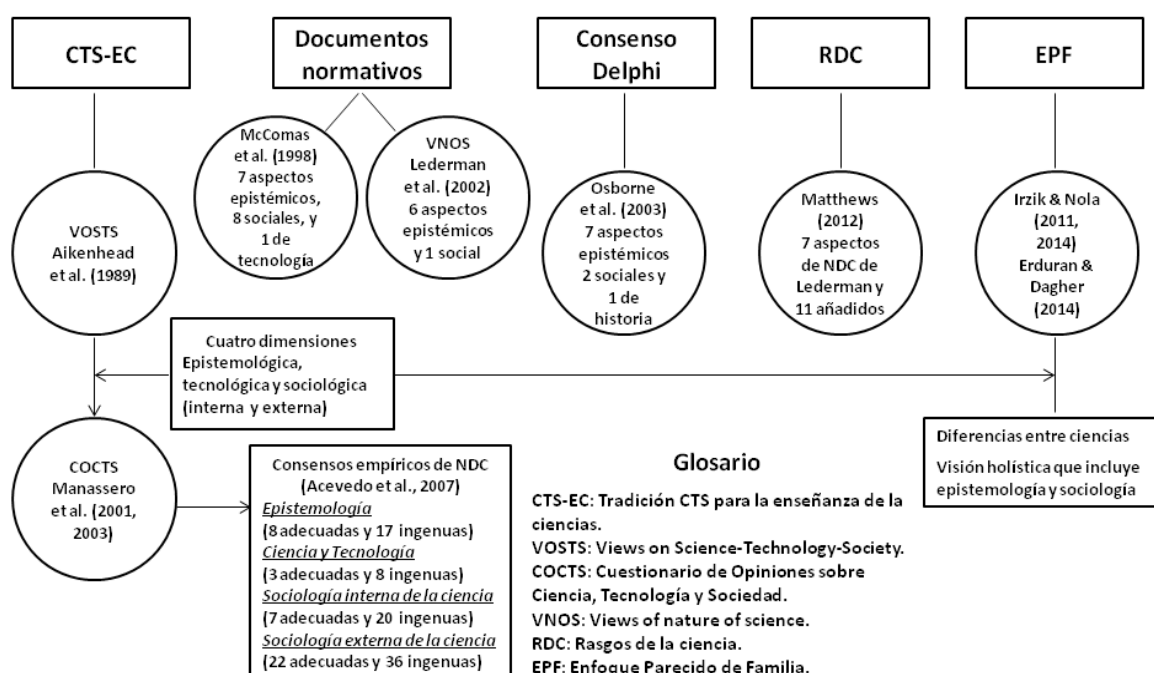 CTS-EC
Documentos
normativos
Consenso
Delphi
RDC
EPF
VOSTS
Aikenhead
et al. (1989)
McComas
et al. (1998)
7 aspectos
epistémicos,
8 sociales, y
1 de
tecnología
VNOS
Lederman
et al. (2002)
6 aspectos
epistémicos
y 1 social
Osborne
et al. (2003)
7 aspectos
epistémicos
2 sociales y
1 de
historia
Matthews
(2012)
7 aspectos
de NDC de
Lederman y
11 añadidos
Irzik & Nola
(2011,
2014)
Erduran &
Dagher
(2014)
Cuatro dimensiones
Epistemológica,
tecnológica y sociológica
(interna y externa)
COCTS
Manassero
et al. (2001,
2003)
Consensos empíricos de NDC
(Acevedo et al., 2007)
Epistemología
(8 adecuadas y 17 ingenuas)
Ciencia y Tecnología
(3 adecuadas y 8 ingenuas)
Sociología interna de la ciencia
(7 adecuadas y 20 ingenuas)
Sociología externa de la ciencia
(22 adecuadas y 36 ingenuas)
Diferencias entre ciencias
Visión holística que incluye
epistemología y sociología
Glosario
CTS-EC: Tradición CTS para la enseñanza de la
ciencias.
VOSTS: Views on Science-Technology-Society.
COCTS: Cuestionario de Opiniones sobre
Ciencia, Tecnología y Sociedad.
VNOS: Views of nature of science.
RDC: Rasgos de la ciencia.
EPF: Enfoque Parecido de Familia.